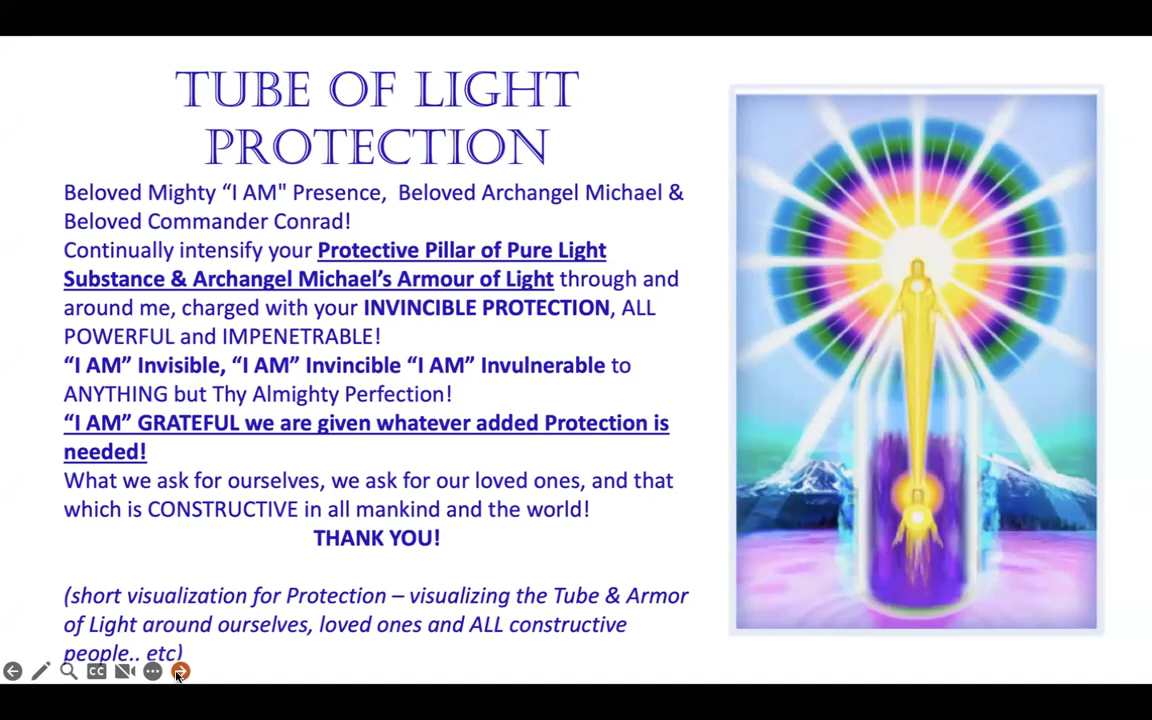 TUBE OF LIGHT
PROTECTION
Beloved Mighty “I AM" Presence,  Beloved Archangel Michael &
Beloved Commander Conrad!
Continually intensify your Protective Pillar of Pure Light
Substance & Archangel Michael’s Armour of Light through and
around me, charged with your INVINCIBLE PROTECTION, ALL
POWERFUL and IMPENETRABLE!
“I AM” Invisible, “I AM” Invincible “I AM” Invulnerable to
ANYTHING but Thy Almighty Perfection!
“I AM” GRATEFUL we are given whatever added Protection is
needed!
What we ask for ourselves, we ask for our loved ones, and that
which is CONSTRUCTIVE in all mankind and the world!
THANK YOU!
(short visualization for Protection – visualizing the Tube & Armor
of Light around ourselves, loved ones and ALL constructive
people.. etc)
CC